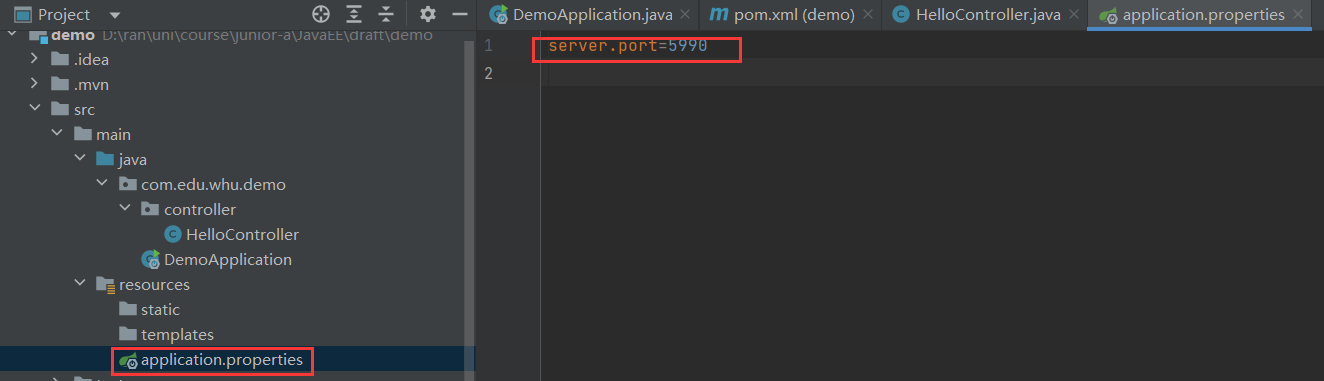 Project
DemoApplication.java
pom.xml (demo)
HelloController.java
application.properties
demo D:\ran\uni\course\junior-a\JavaEE\draft\demo
.idea
.mvn
src
main
java
com.edu.whu.demo
controller
HelloController
DemoApplication
resources
static
templates
application.properties
1 server.port=5990
2